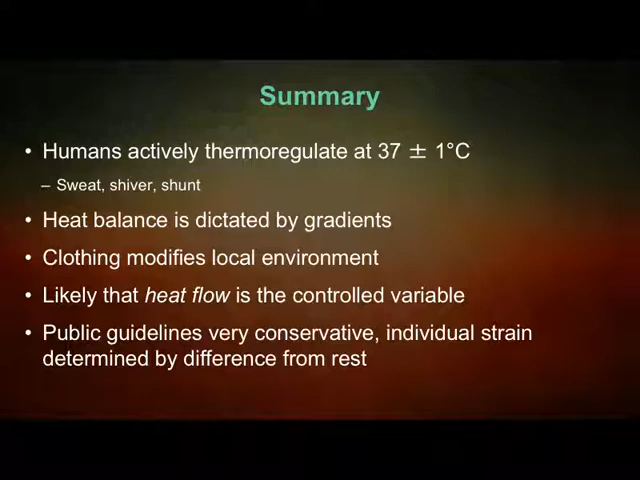 Summary
• Humans actively thermoregulate at 37 ± 1°C
– Sweat, shiver, shunt
• Heat balance is dictated by gradients
• Clothing modifies local environment
• Likely that heat flow is the controlled variable
• Public guidelines very conservative, individual strain
determined by difference from rest